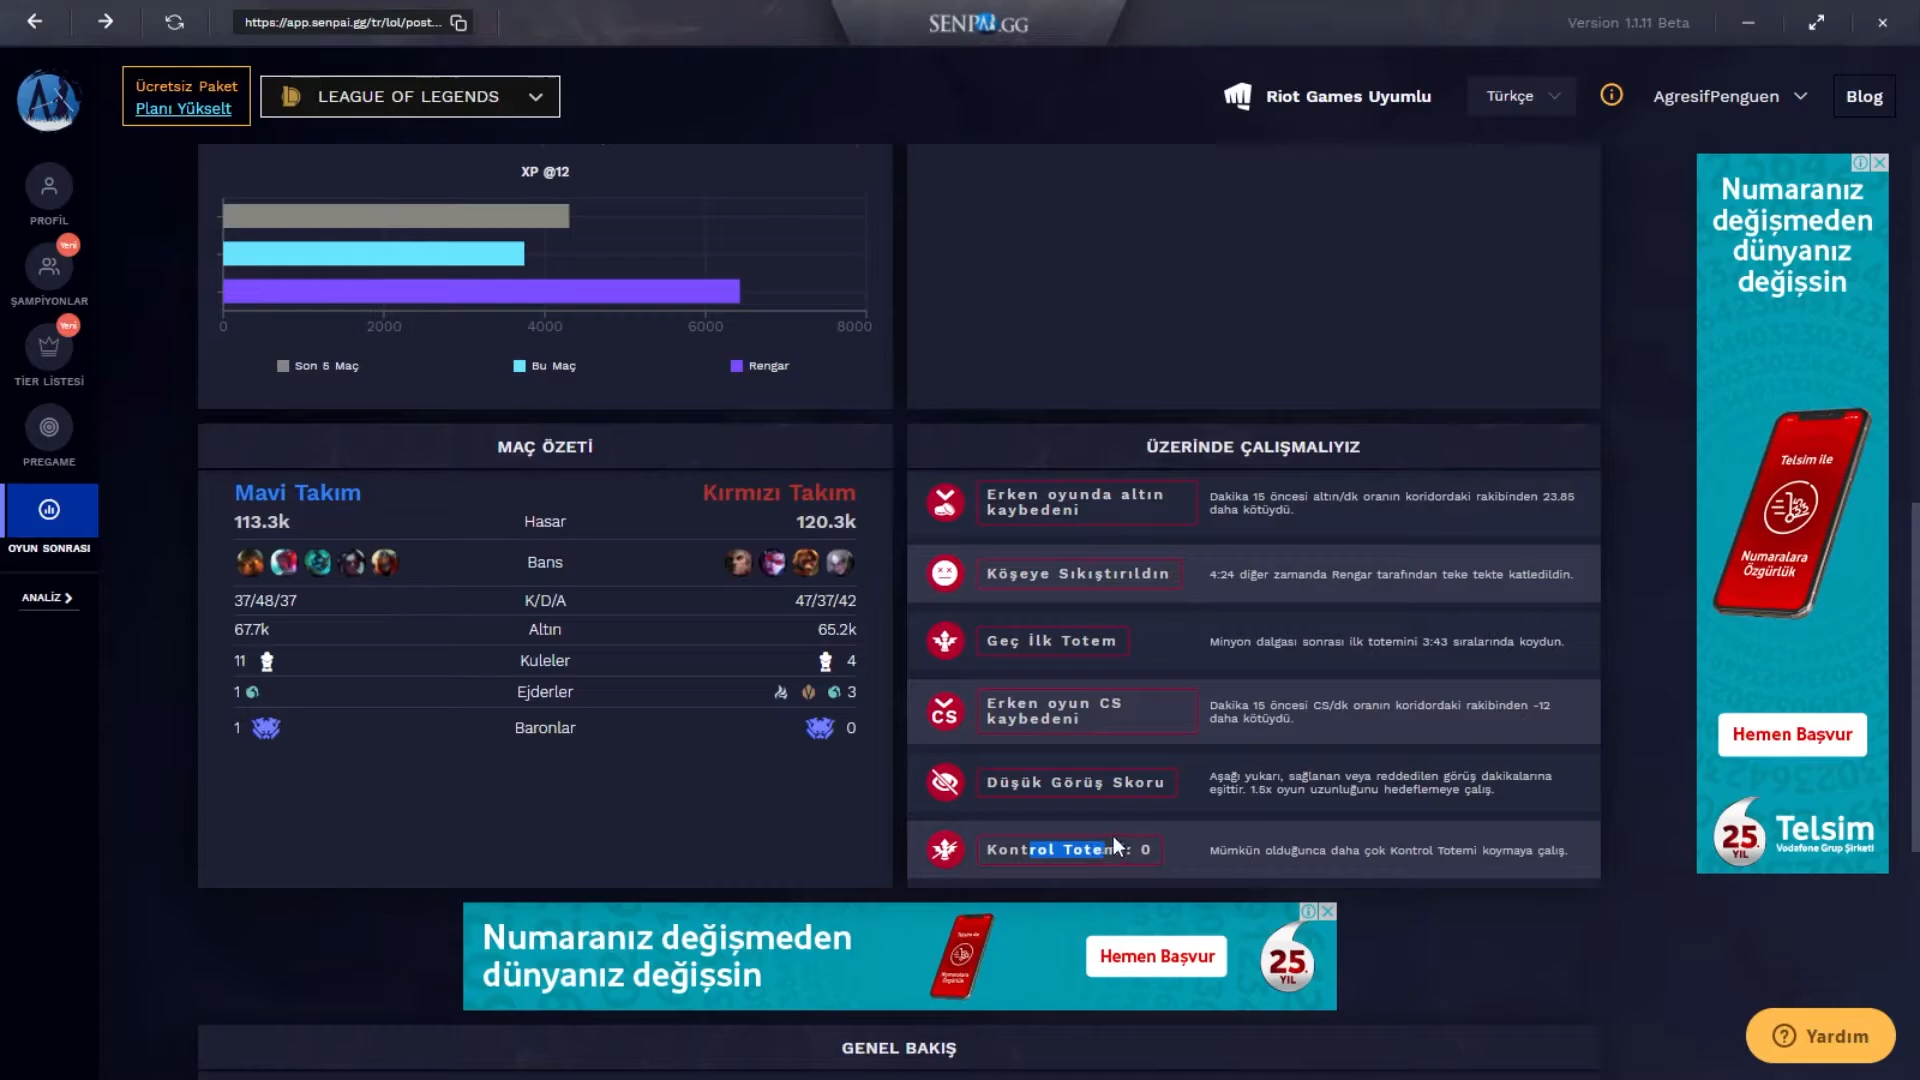 https://app.senpai.gg/tr/lol/post...
SENPAI.GG
Version 1.1.11 Beta
Ücretsiz Paket
Planı Yükselt
LEAGUE OF LEGENDS
Riot Games Uyumlu
Türkçe
AgresifPenguen
Blog
PROFİL
Yeni
ŞAMPİYONLAR
Yeni
TİER LİSTESİ
PREGAME
OYUN SONRASI
ANALİZ
XP @12
0
2000
4000
6000
8000
Son 5 Maç
Bu Maç
Rengar
MAÇ ÖZETİ
Mavi Takım
Kırmızı Takım
113.3k
Hasar
120.3k
Bans
37/48/37
K/D/A
47/37/42
67.7k
Altın
65.2k
11
Kuleler
4
1
Ejderler
3
1
Baronlar
0
ÜZERİNDE ÇALIŞMALIYIZ
Erken oyunda altın
kaybedeni
Dakika 15 öncesi altın/dk oranın koridordaki rakibinden 23.85
daha kötüydü.
Köşeye Sıkıştırıldın
4:24 diğer zamanda Rengar tarafından teke tekte katledildin.
Geç İlk Totem
Minyon dalgası sonrası ilk totemini 3:43 sıralarında koydun.
CS
Erken oyun CS
kaybedeni
Dakika 15 öncesi CS/dk oranın koridordaki rakibinden -12
daha kötüydü.
Düşük Görüş Skoru
Aşağı yukarı, sağlanan veya reddedilen görüş dakikalarına
eşittir. 1.5x oyun uzunluğunu hedeflemeye çalış.
Kontrol Totemi: 0
Mümkün olduğunca daha çok Kontrol Totemi koymaya çalış.
Numaranız
değişmeden
dünyanız
değişsin
Telsim ile
Numaralara
Özgürlük
Hemen Başvur
25.
YIL
Telsim
Vodafone Grup Şirketi
Numaranız değişmeden
dünyanız değişsin
Hemen Başvur
25.
YIL
GENEL BAKIŞ
Yardım